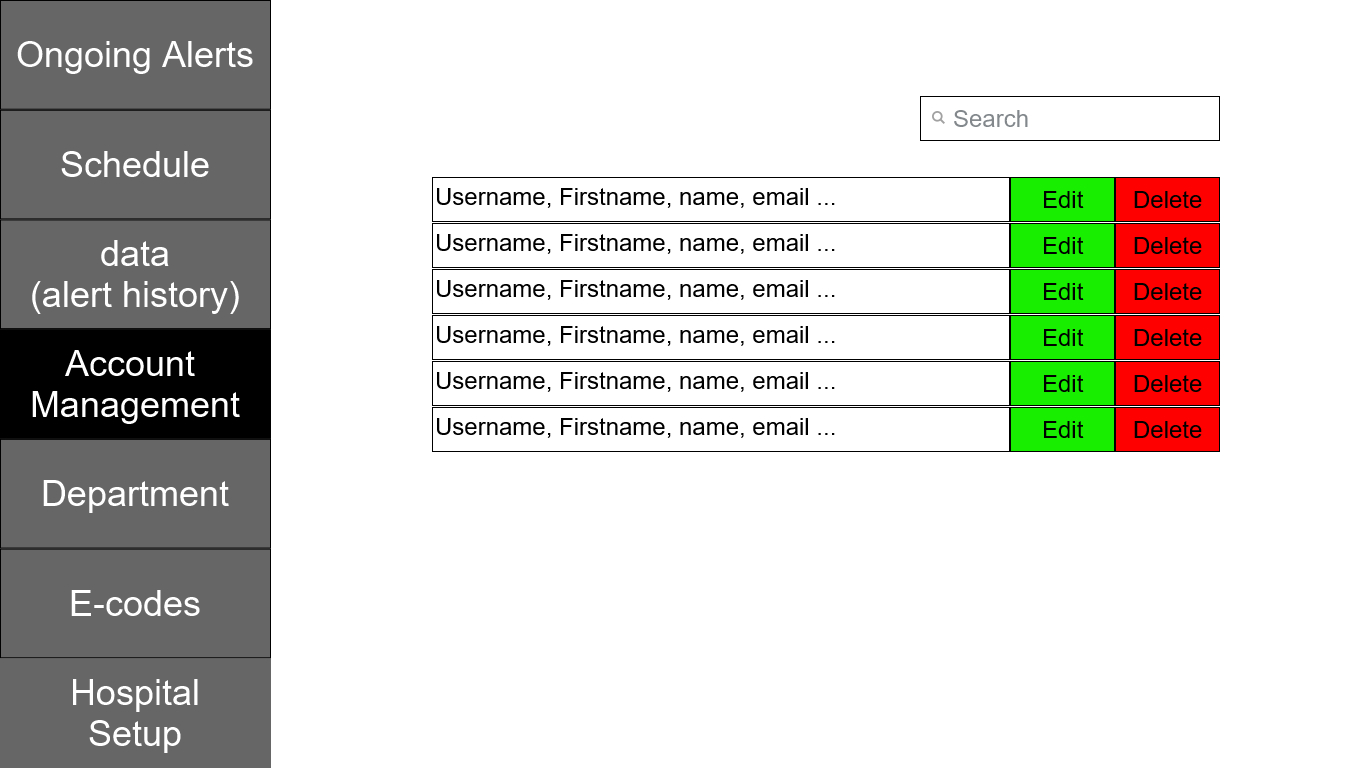 Ongoing Alerts
Schedule
data
(alert history)
Account
Management
Department
E-codes
Hospital
Setup
Search
Username, Firstname, name, email ... Edit Delete
Username, Firstname, name, email ... Edit Delete
Username, Firstname, name, email ... Edit Delete
Username, Firstname, name, email ... Edit Delete
Username, Firstname, name, email ... Edit Delete
Username, Firstname, name, email ... Edit Delete